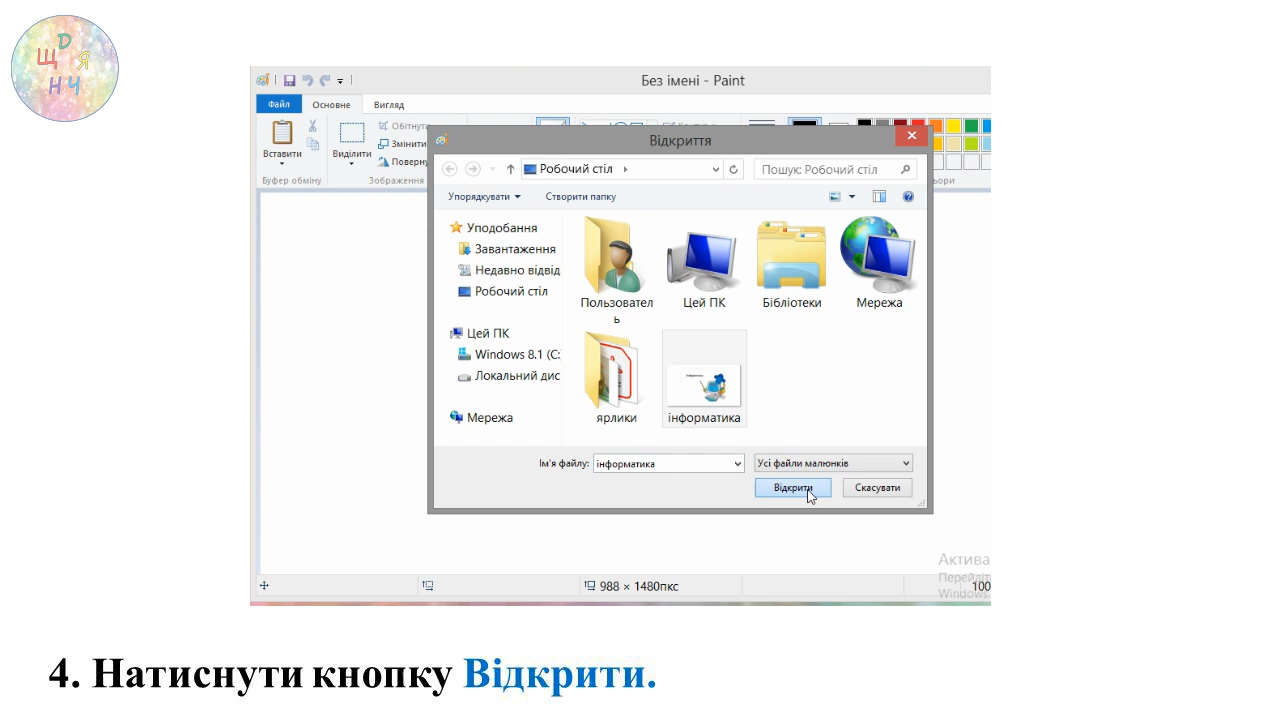 Щ Д Я Н Ч
Без імені - Paint
Файл Основне Вигляд
Вставити
Виділити
Обітнути
Змінити
Поверну
Буфер обміну
Зображення
Відкриття
Робочий стіл
Пошук: Робочий стіл
Упорядкувати
Створити папку
Уподобання
Завантаження
Недавно відвід
Робочий стіл
Цей ПК
Windows 8.1 (C:
Локальний дис
Мережа
Пользовател
ь
Цей ПК
Бібліотеки
Мережа
ярлики
інформатика
Ім'я файлу:
інформатика
Усі файли малюнків
Відкрити
Скасувати
988 × 1480пкс
100
Актива
Перейдіт
Windows.
4. Натиснути кнопку Відкрити.